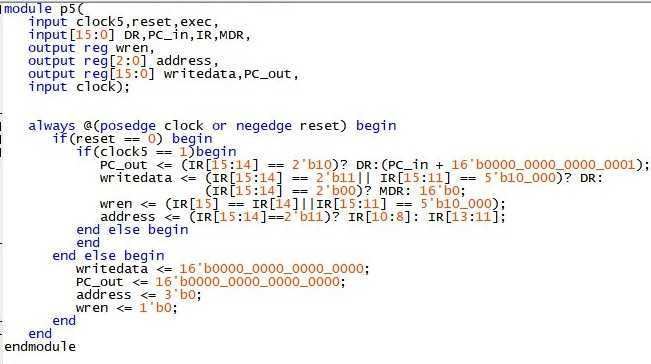 module p5(
input clock5,reset,exec,
input[15:0] DR,PC_in,IR,MDR,
output reg wren,
output reg[2:0] address,
output reg[15:0] writedata,PC_out,
input clock);
always @(posedge clock or negedge reset) begin
if(reset == 0) begin
if(clock5 == 1)begin
PC_out <= (IR[15:14] == 2'b10)? DR:(PC_in + 16'b0000_0000_0000_0001);
writedata <= (IR[15:14] == 2'b11|| IR[15:11] == 5'b10_000)? DR:
(IR[15:14] == 2'b00)? MDR: 16'b0;
wren <= (IR[15] == IR[14]||IR[15:11] == 5'b10_000);
address <= (IR[15:14]==2'b11)? IR[10:8]: IR[13:11];
end else begin
end
end else begin
writedata <= 16'b0000_0000_0000_0000;
PC_out <= 16'b0000_0000_0000_0000;
address <= 3'b0;
wren <= 1'b0;
end
end
endmodule